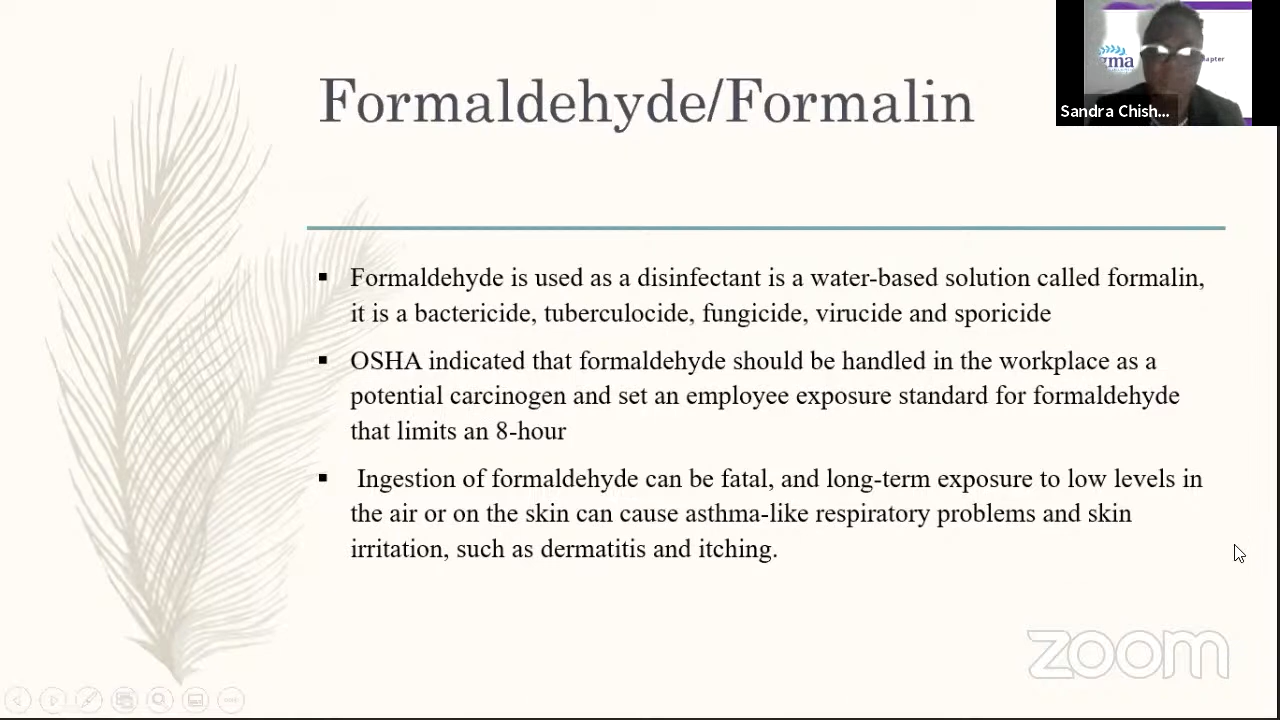 Formaldehyde/Formalin
gma
apter
Sandra Chish...
▪ Formaldehyde is used as a disinfectant is a water-based solution called formalin,
it is a bactericide, tuberculocide, fungicide, virucide and sporicide
▪ OSHA indicated that formaldehyde should be handled in the workplace as a
potential carcinogen and set an employee exposure standard for formaldehyde
that limits an 8-hour
▪ Ingestion of formaldehyde can be fatal, and long-term exposure to low levels in
the air or on the skin can cause asthma-like respiratory problems and skin
irritation, such as dermatitis and itching.
zoom